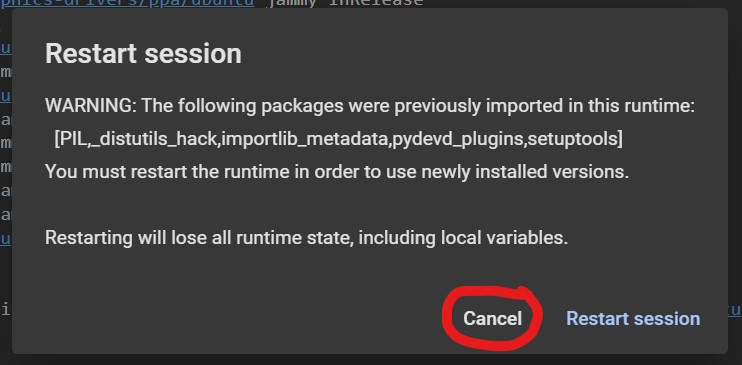 phics-drivers/ppa/ubuntu jammy InRelease
Restart session
WARNING: The following packages were previously imported in this runtime:
[PIL,_distutils_hack,importlib_metadata,pydevd_plugins,setuptools]
You must restart the runtime in order to use newly installed versions.
Restarting will lose all runtime state, including local variables.
Cancel Restart session